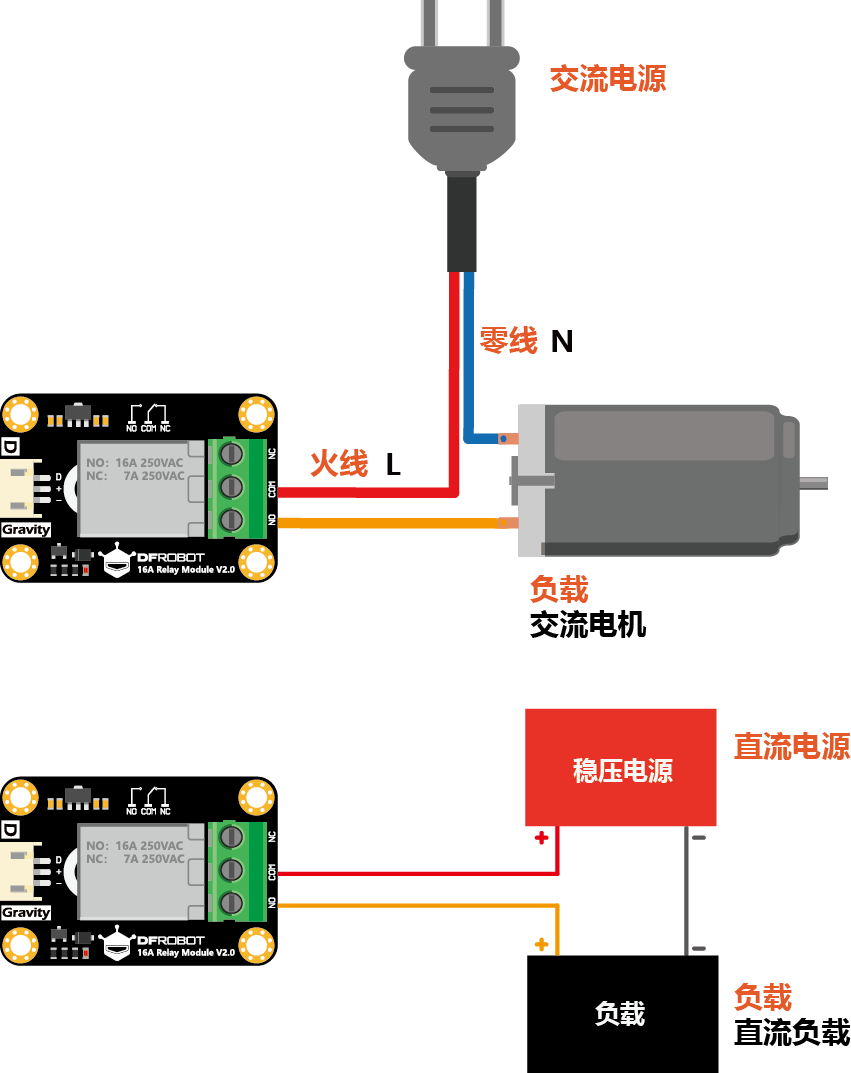 交流电源
零线 N
NO COM NC
D
火线 L
NC
COM
NO
NO: 16A 250VAC
NC: 7A 250VAC
D
+
−
Gravity
DFROBOT
16A Relay Module V2.0
负载
交流电机
稳压电源
直流电源
NO COM NC
D
NC
COM
NO
NO: 16A 250VAC
NC: 7A 250VAC
D
+
−
Gravity
DFROBOT
16A Relay Module V2.0
+
−
+
−
负载
负载
直流负载